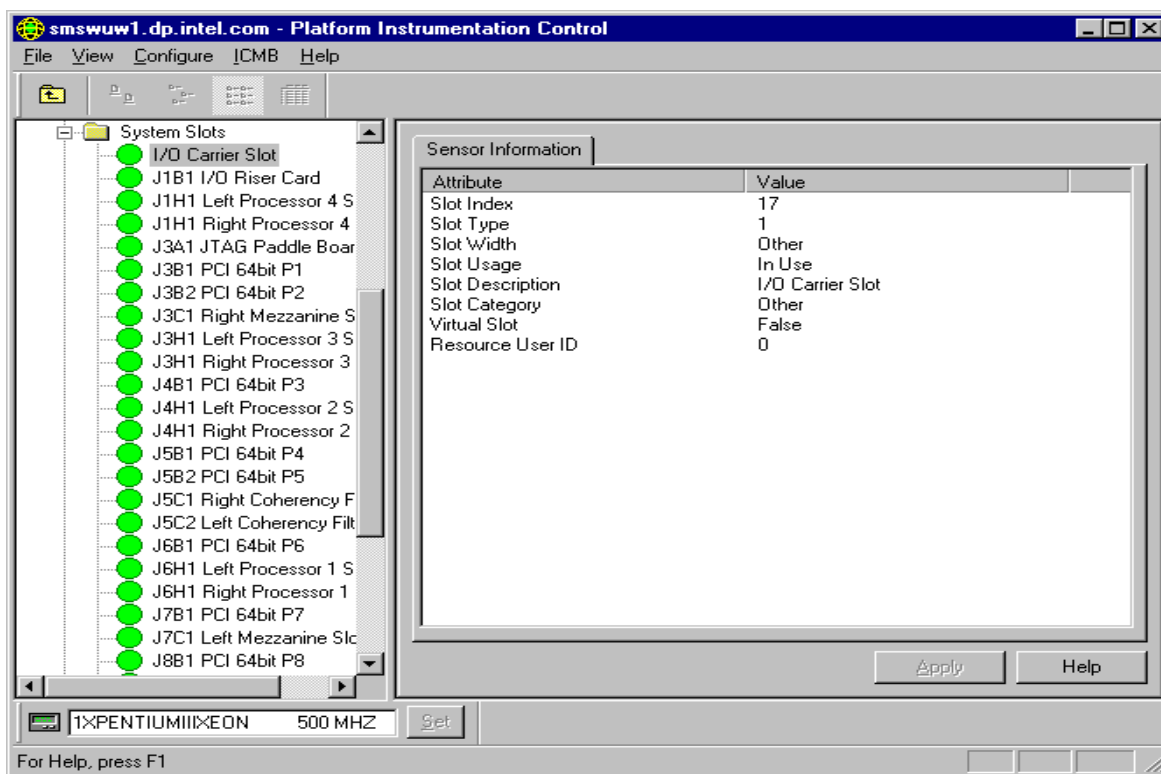 smswuw1.dp.intel.com - Platform Instrumentation Control
File View Configure ICMB Help
System Slots
I/O Carrier Slot
J1B1 I/O Riser Card
J1H1 Left Processor 4 S
J1H1 Right Processor 4
J3A1 JTAG Paddle Boar
J3B1 PCI 64bit P1
J3B2 PCI 64bit P2
J3C1 Right Mezzanine S
J3H1 Left Processor 3 S
J3H1 Right Processor 3
J4B1 PCI 64bit P3
J4H1 Left Processor 2 S
J4H1 Right Processor 2
J5B1 PCI 64bit P4
J5B2 PCI 64bit P5
J5C1 Right Coherency F
J5C2 Left Coherency Filt
J6B1 PCI 64bit P6
J6H1 Left Processor 1 S
J6H1 Right Processor 1
J7B1 PCI 64bit P7
J7C1 Left Mezzanine Slo
J8B1 PCI 64bit P8
Sensor Information
Attribute Value
Slot Index 17
Slot Type 1
Slot Width Other
Slot Usage In Use
Slot Description I/O Carrier Slot
Slot Category Other
Virtual Slot False
Resource User ID 0
Apply Help
1XPENTIUMIIIXEON 500 MHZ Set
For Help, press F1